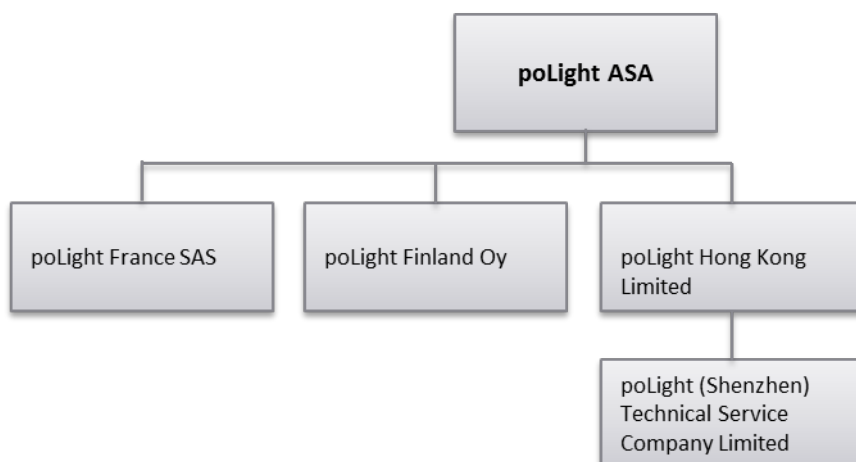 poLight ASA
poLight France SAS
poLight Finland Oy
poLight Hong Kong
Limited
poLight (Shenzhen)
Technical Service
Company Limited